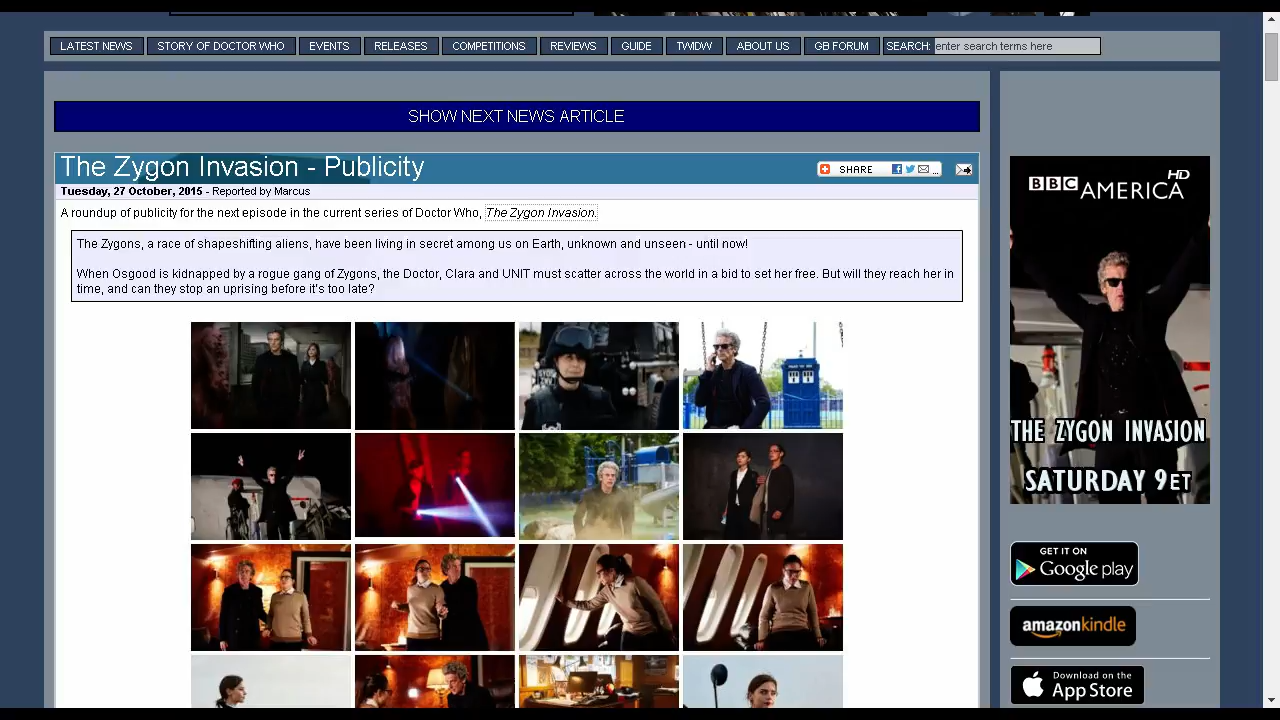 LATEST NEWS STORY OF DOCTOR WHO EVENTS RELEASES COMPETITIONS REVIEWS GUIDE TWIDW ABOUT US GB FORUM SEARCH: enter search terms here
SHOW NEXT NEWS ARTICLE
The Zygon Invasion - Publicity
SHARE ...
Tuesday, 27 October, 2015 - Reported by Marcus
A roundup of publicity for the next episode in the current series of Doctor Who, The Zygon Invasion.
The Zygons, a race of shapeshifting aliens, have been living in secret among us on Earth, unknown and unseen - until now!
When Osgood is kidnapped by a rogue gang of Zygons, the Doctor, Clara and UNIT must scatter across the world in a bid to set her free. But will they reach her in
time, and can they stop an uprising before it's too late?
BBC AMERICA HD
THE ZYGON INVASION
SATURDAY 9ET
GET IT ON
Google play
amazonkindle
Download on the
App Store